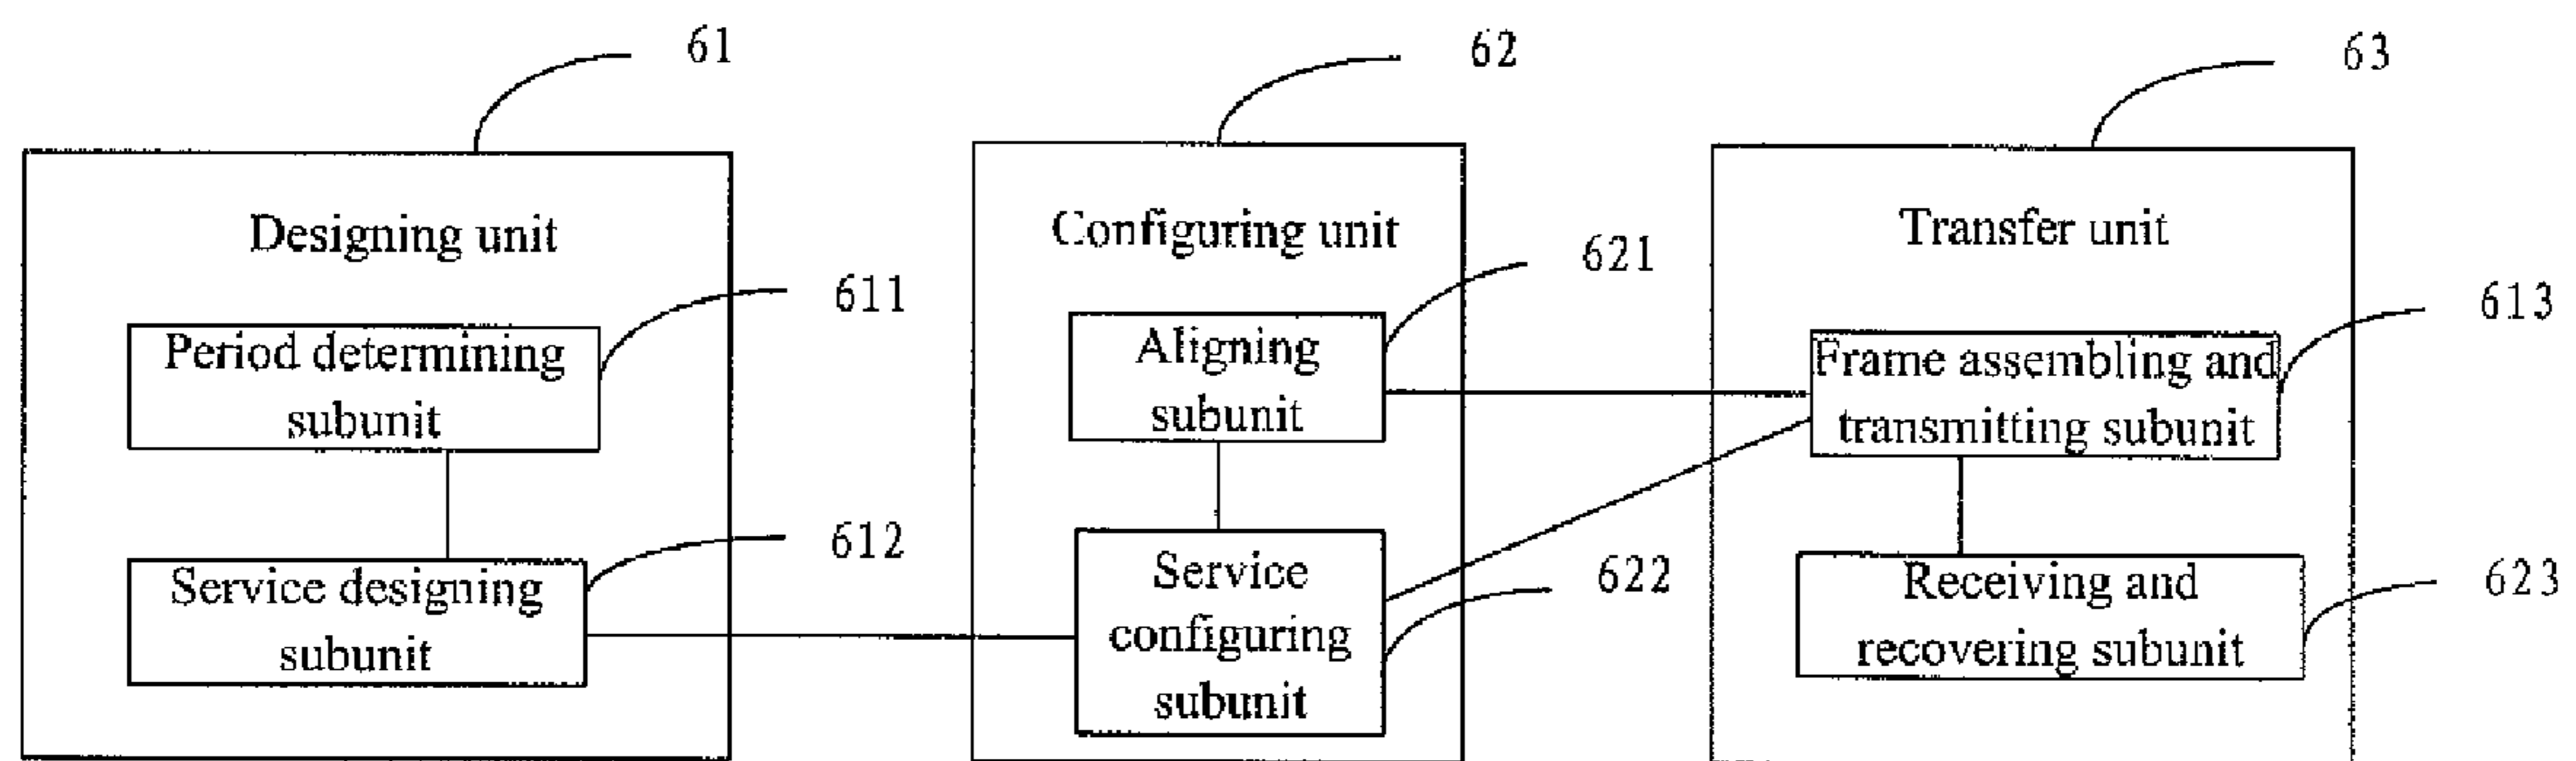 61
62
63
Designing unit
Configuring unit
Transfer unit
611
621
613
Period determining
subunit
Aligning
subunit
Frame assembling and
transmitting subunit
612
622
623
Service designing
subunit
Service
configuring
subunit
Receiving and
recovering subunit